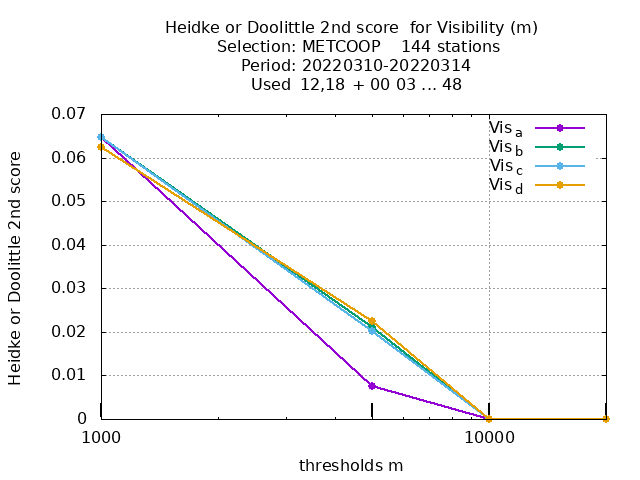 Heidke or Doolittle 2nd score  for Visibility (m)
Selection: METCOOP    144 stations
Period: 20220310-20220314
Used  12,18 + 00 03 ... 48
Heidke or Doolittle 2nd score
0.07
0.06
0.05
0.04
0.03
0.02
0.01
0
Vis a
Vis b
Vis c
Vis d
1000
10000
thresholds m